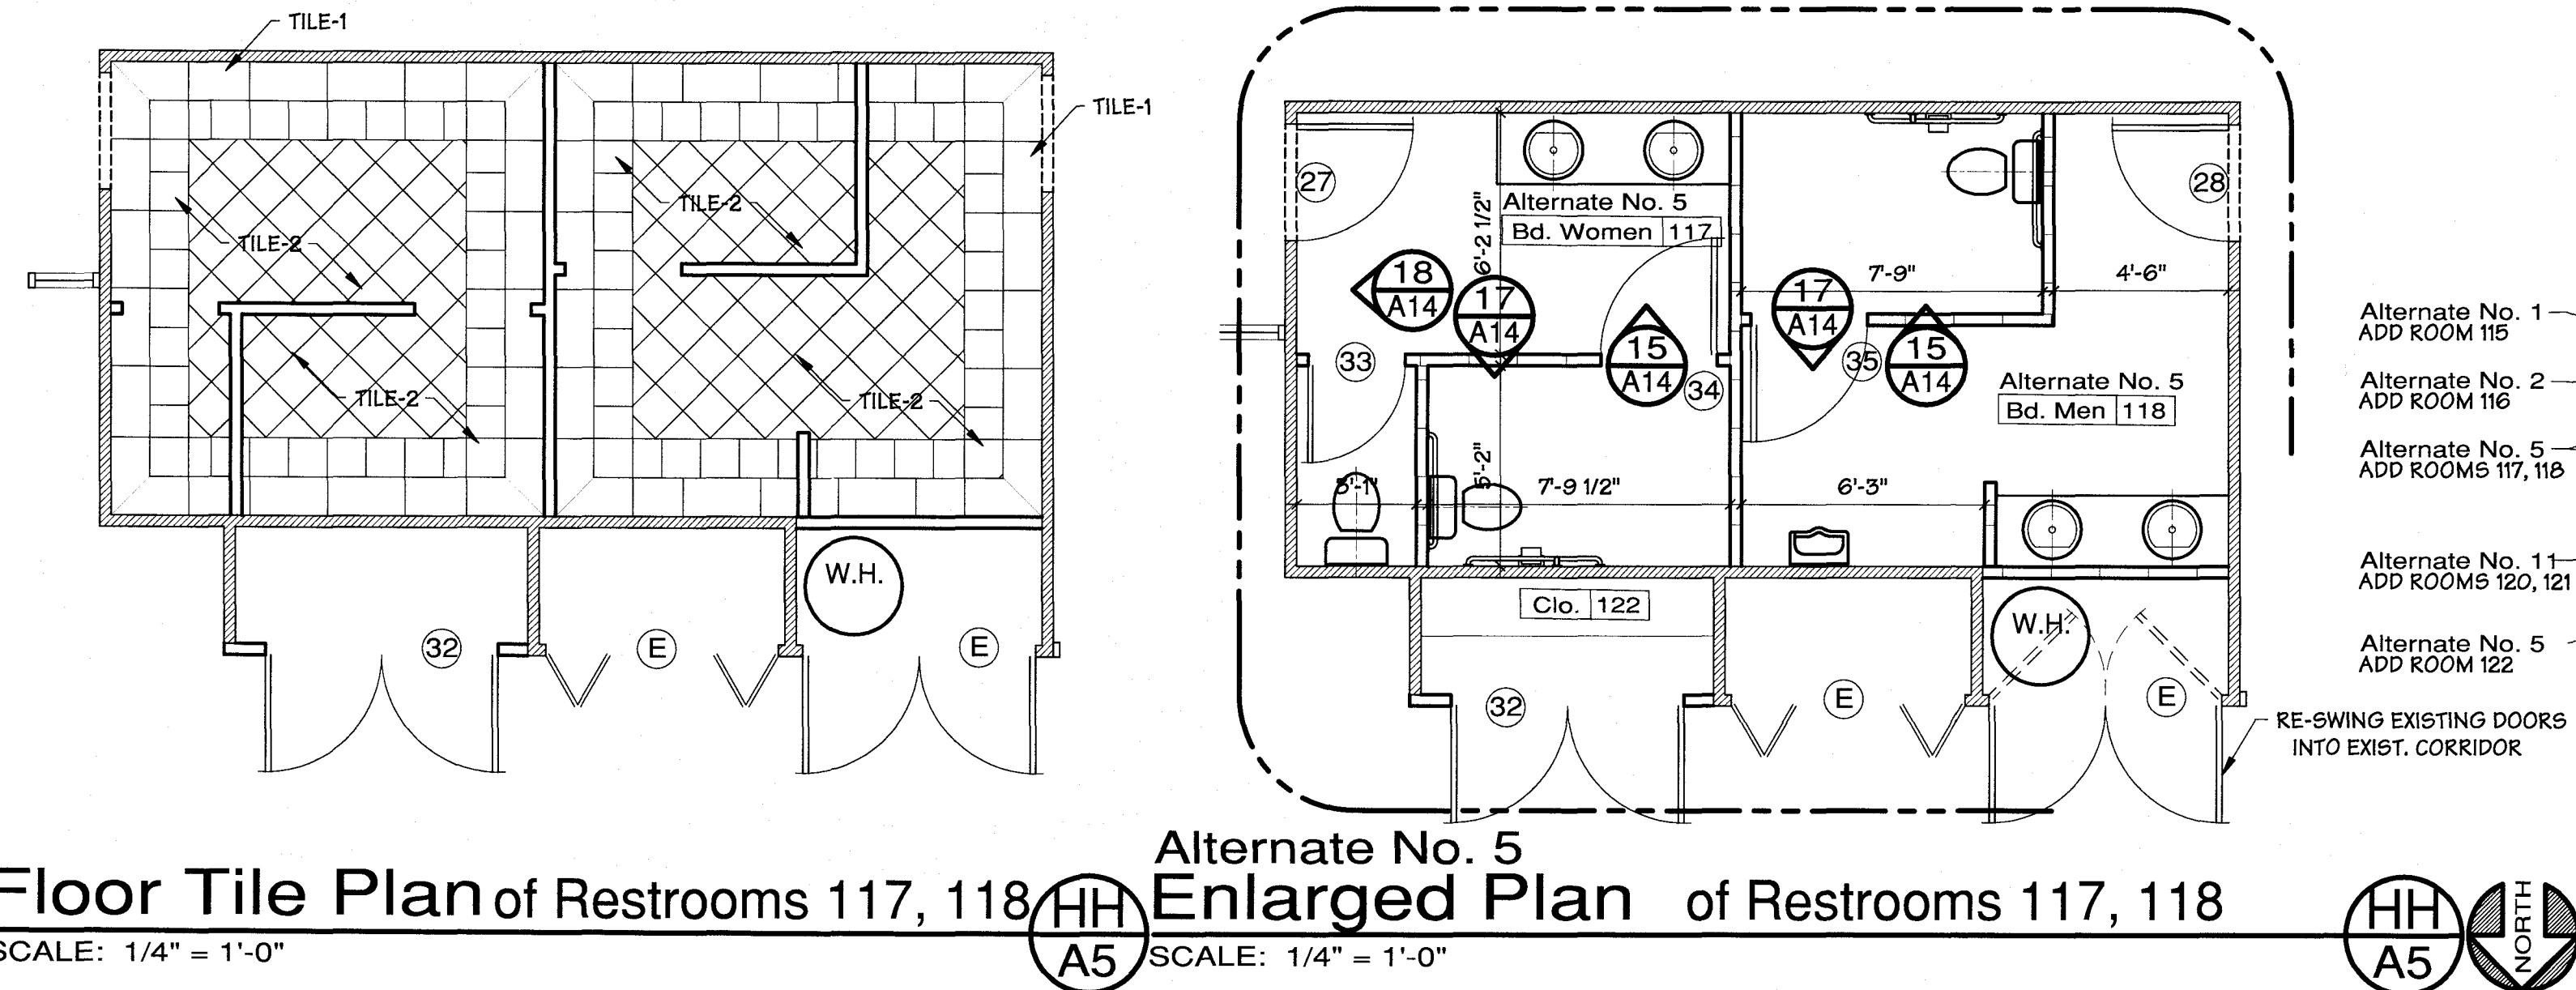 TILE-1
TILE-1
TILE-2
TILE-2
TILE-2
TILE-2
W.H.
32
E
E
Floor Tile Plan of Restrooms 117, 118
SCALE: 1/4" = 1'-0"
HH
A5
27
28
Alternate No. 5
Bd. Women 117
6'-2 1/2"
18
A14
17
A14
15
A14
17
A14
15
A14
7'-9"
4'-6"
33
34
35
Alternate No. 5
Bd. Men 118
5'-1"
5'-2"
7'-9 1/2"
6'-3"
Clo. 122
W.H.
32
E
E
Alternate No. 1
ADD ROOM 115
Alternate No. 2
ADD ROOM 116
Alternate No. 5
ADD ROOMS 117, 118
Alternate No. 11
ADD ROOMS 120, 121
Alternate No. 5
ADD ROOM 122
RE-SWING EXISTING DOORS
INTO EXIST. CORRIDOR
Alternate No. 5
Enlarged Plan of Restrooms 117, 118
SCALE: 1/4" = 1'-0"
HH
A5
NORTH